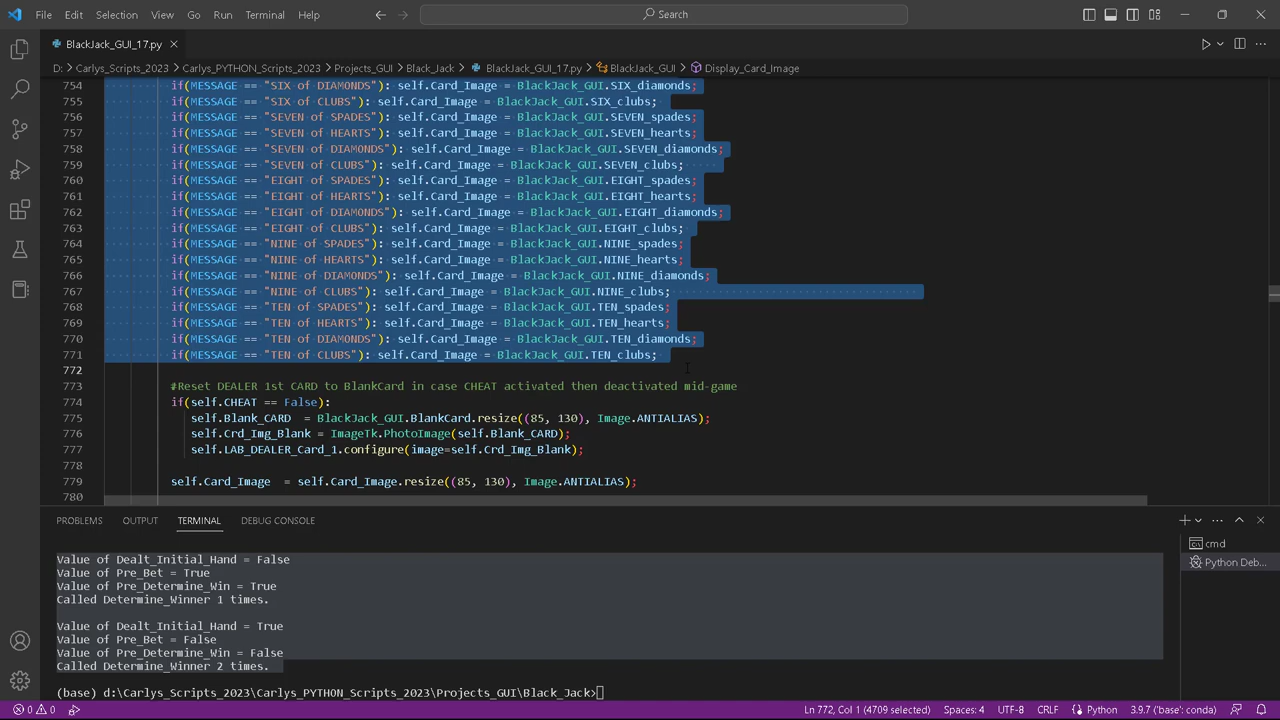 File Edit Selection View Go Run Terminal Help Search
BlackJack_GUI_17.py
D: > Carlys_Scripts_2023 > Carlys_PYTHON_Scripts_2023 > Projects_GUI > Black_Jack > BlackJack_GUI_17.py > BlackJack_GUI > Display_Card_Image
754 if(MESSAGE == "SIX of DIAMONDS"): self.Card_Image = BlackJack_GUI.SIX_diamonds;
755 if(MESSAGE == "SIX of CLUBS"): self.Card_Image = BlackJack_GUI.SIX_clubs;
756 if(MESSAGE == "SEVEN of SPADES"): self.Card_Image = BlackJack_GUI.SEVEN_spades;
757 if(MESSAGE == "SEVEN of HEARTS"): self.Card_Image = BlackJack_GUI.SEVEN_hearts;
758 if(MESSAGE == "SEVEN of DIAMONDS"): self.Card_Image = BlackJack_GUI.SEVEN_diamonds;
759 if(MESSAGE == "SEVEN of CLUBS"): self.Card_Image = BlackJack_GUI.SEVEN_clubs;
760 if(MESSAGE == "EIGHT of SPADES"): self.Card_Image = BlackJack_GUI.EIGHT_spades;
761 if(MESSAGE == "EIGHT of HEARTS"): self.Card_Image = BlackJack_GUI.EIGHT_hearts;
762 if(MESSAGE == "EIGHT of DIAMONDS"): self.Card_Image = BlackJack_GUI.EIGHT_diamonds;
763 if(MESSAGE == "EIGHT of CLUBS"): self.Card_Image = BlackJack_GUI.EIGHT_clubs;
764 if(MESSAGE == "NINE of SPADES"): self.Card_Image = BlackJack_GUI.NINE_spades;
765 if(MESSAGE == "NINE of HEARTS"): self.Card_Image = BlackJack_GUI.NINE_hearts;
766 if(MESSAGE == "NINE of DIAMONDS"): self.Card_Image = BlackJack_GUI.NINE_diamonds;
767 if(MESSAGE == "NINE of CLUBS"): self.Card_Image = BlackJack_GUI.NINE_clubs;
768 if(MESSAGE == "TEN of SPADES"): self.Card_Image = BlackJack_GUI.TEN_spades;
769 if(MESSAGE == "TEN of HEARTS"): self.Card_Image = BlackJack_GUI.TEN_hearts;
770 if(MESSAGE == "TEN of DIAMONDS"): self.Card_Image = BlackJack_GUI.TEN_diamonds;
771 if(MESSAGE == "TEN of CLUBS"): self.Card_Image = BlackJack_GUI.TEN_clubs;
772
773 #Reset DEALER 1st CARD to BlankCard in case CHEAT activated then deactivated mid-game
774 if(self.CHEAT == False):
775 self.Blank_CARD = BlackJack_GUI.BlankCard.resize((85, 130), Image.ANTIALIAS);
776 self.Crd_Img_Blank = ImageTk.PhotoImage(self.Blank_CARD);
777 self.LAB_DEALER_Card_1.configure(image=self.Crd_Img_Blank);
778
779 self.Card_Image = self.Card_Image.resize((85, 130), Image.ANTIALIAS);
780
PROBLEMS OUTPUT TERMINAL DEBUG CONSOLE
Value of Dealt_Initial_Hand = False
Value of Pre_Bet = True
Value of Pre_Determine_Win = True
Called Determine_Winner 1 times.
Value of Dealt_Initial_Hand = True
Value of Pre_Bet = False
Value of Pre_Determine_Win = False
Called Determine_Winner 2 times.
(base) d:\Carlys_Scripts_2023\Carlys_PYTHON_Scripts_2023\Projects_GUI\Black_Jack>
cmd
Python Deb...
0 0 Ln 772, Col 1 (4709 selected) Spaces: 4 UTF-8 CRLF Python 3.9.7 ('base': conda)